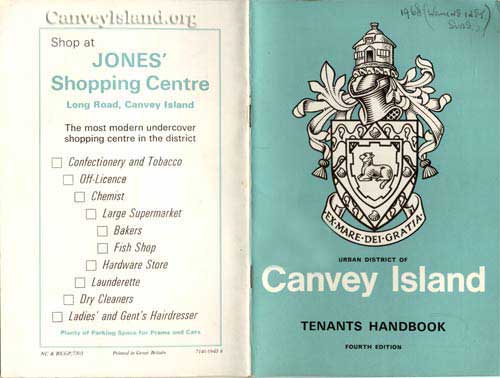 CanveyIsland.org
Shop at
JONES'
Shopping Centre
Long Road, Canvey Island
The most modern undercover
shopping centre in the district
Confectionery and Tobacco
Off-Licence
Chemist
Large Supermarket
Bakers
Fish Shop
Hardware Store
Launderette
Dry Cleaners
Ladies' and Gent's Hairdresser
Plenty of Parking Space for Prams and Cars
Printed in Great Britain
1968
EX·MARE·DEI·GRATIA
URBAN DISTRICT OF
Canvey Island
TENANTS HANDBOOK
FOURTH EDITION